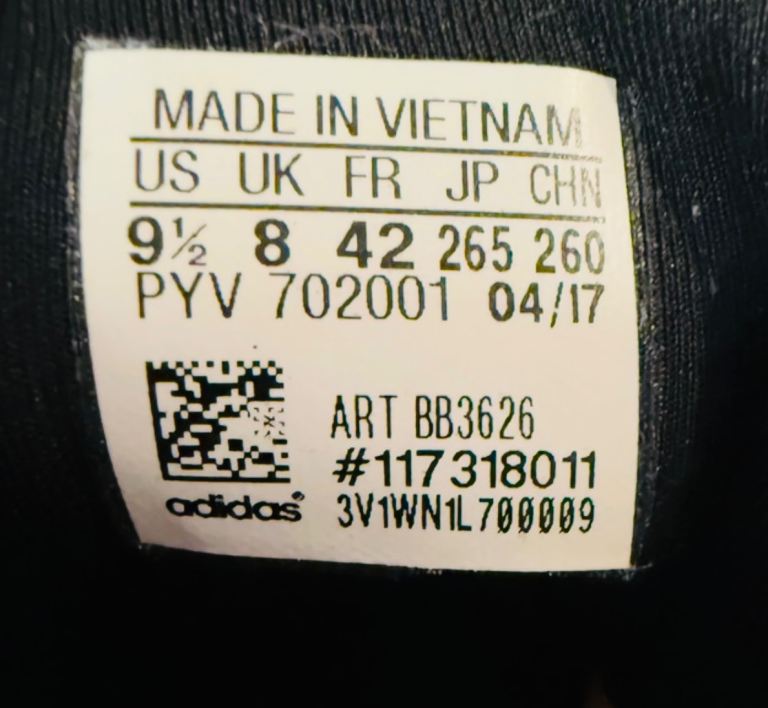 MADE IN VIETNAM
US UK FR JP CHN
9½ 8 42 265 260
PYV 702001 04/17
ART BB3626
#117318011
adidas® 3V1WN1L700009